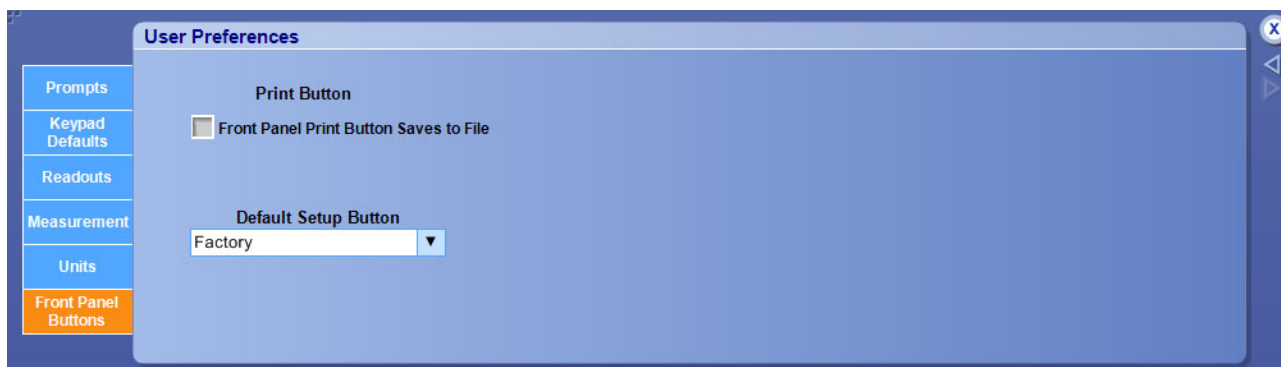 User Preferences
X
Prompts
Keypad
Defaults
Readouts
Measurement
Units
Front Panel
Buttons
Print Button
Front Panel Print Button Saves to File
Default Setup Button
Factory